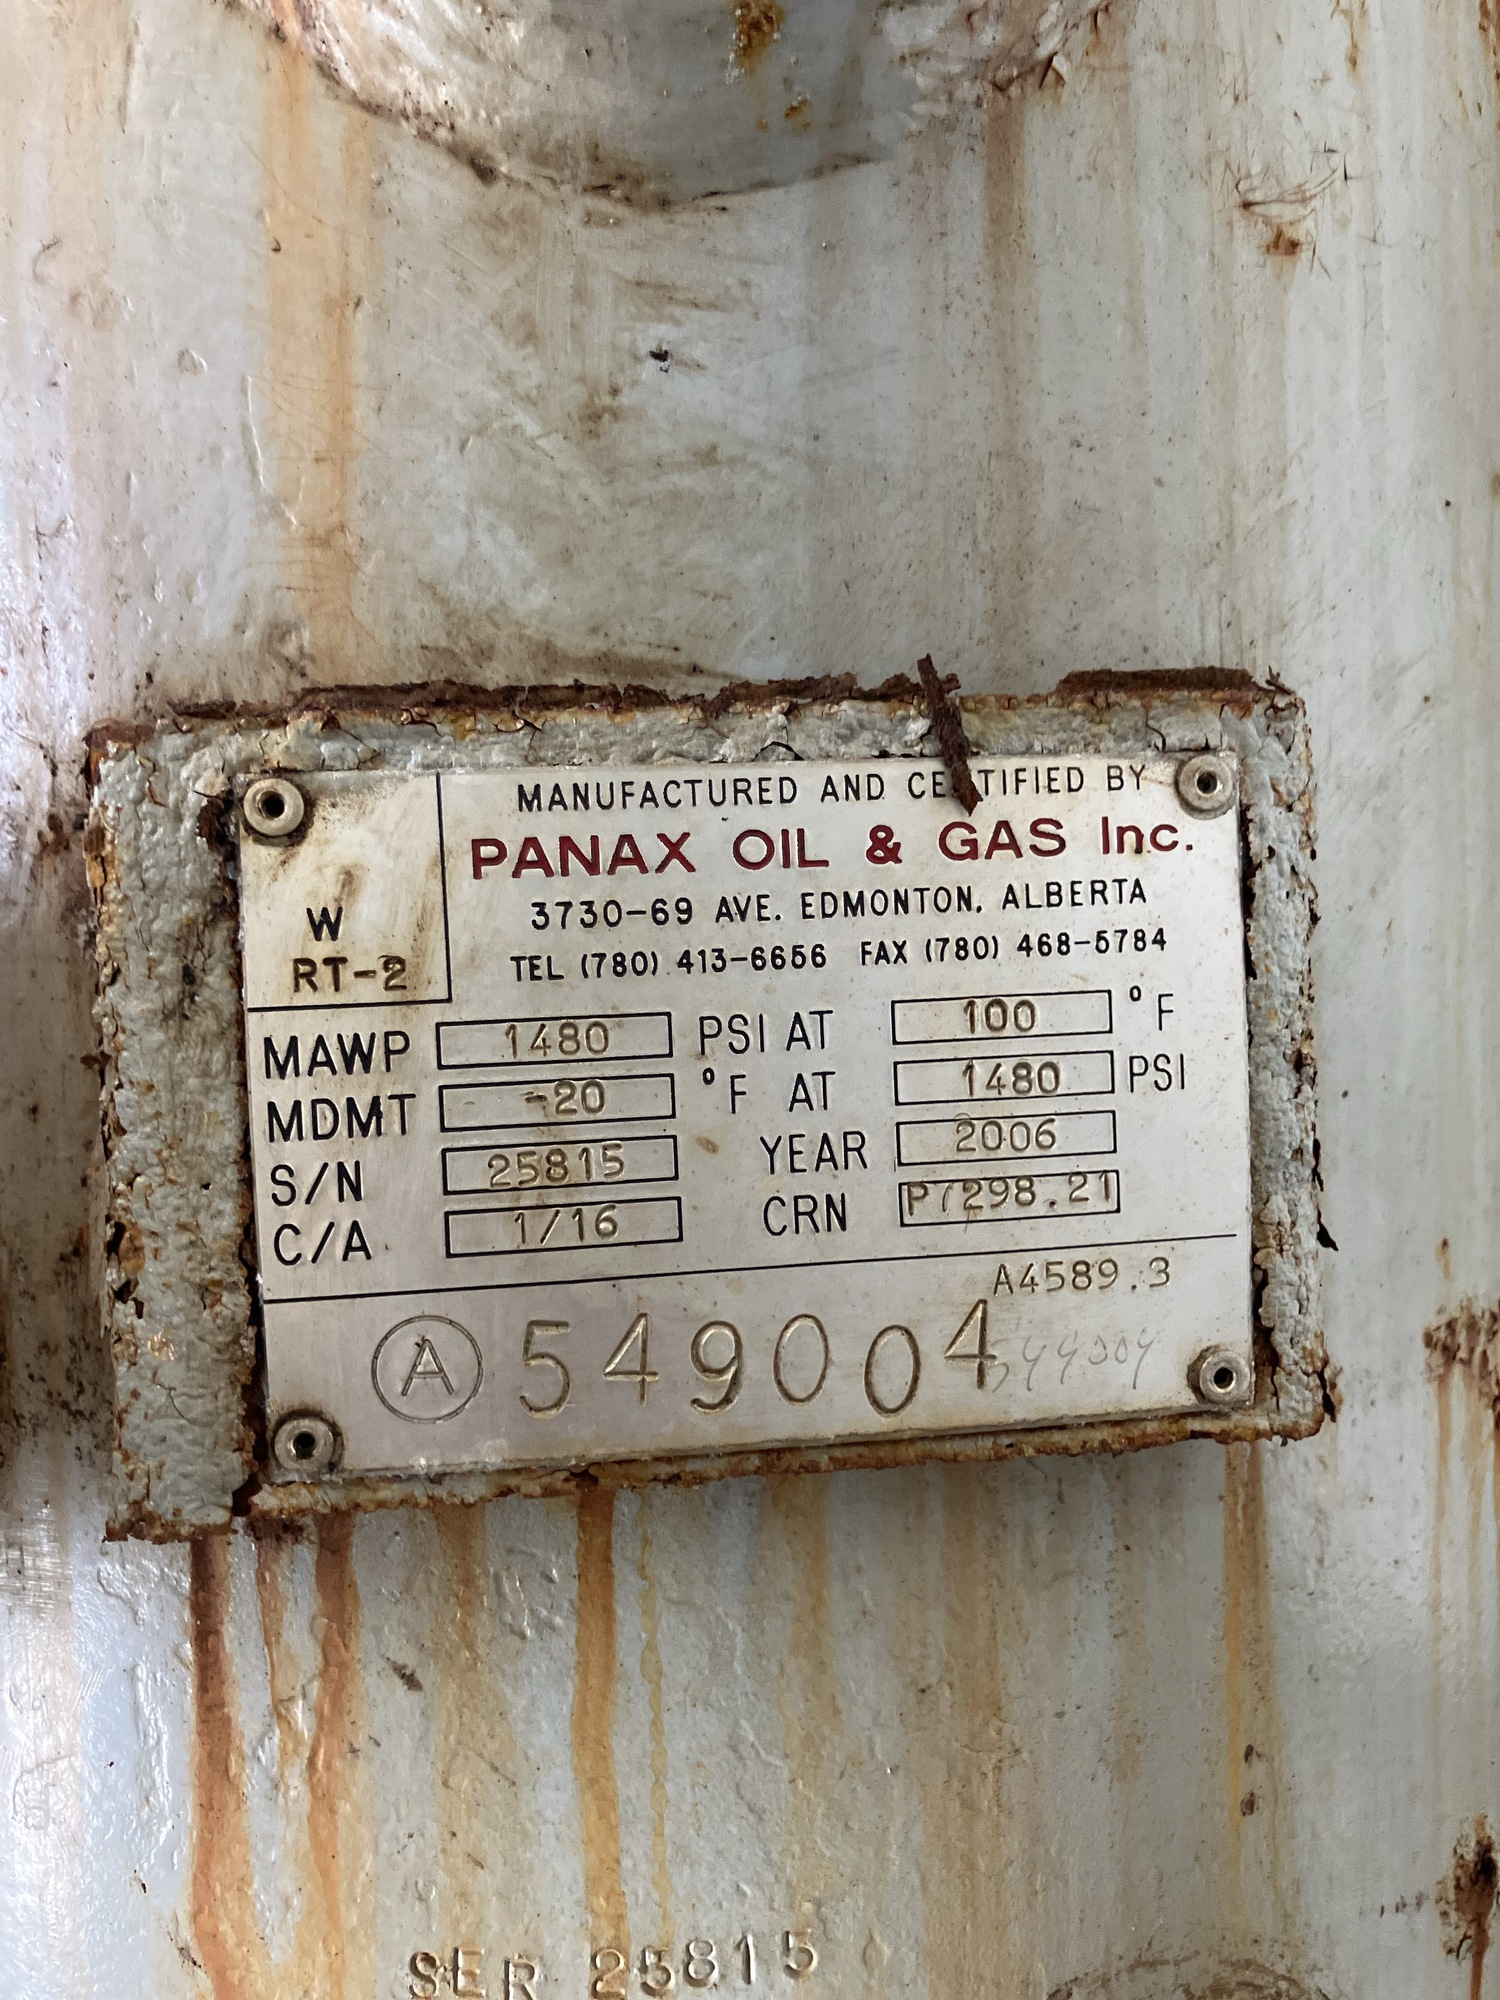 MANUFACTURED AND CERTIFIED BY
PANAX OIL & GAS Inc.
3730-69 AVE. EDMONTON, ALBERTA
TEL (780) 413-6656 FAX (780) 468-5784
W
RT-2
MAWP 1480 PSI AT 100 °F
MDMT -20 °F AT 1480 PSI
S/N 25815 YEAR 2006
C/A 1/16 CRN P7298.21
A4589.3
A 549004
549004
SER 25815